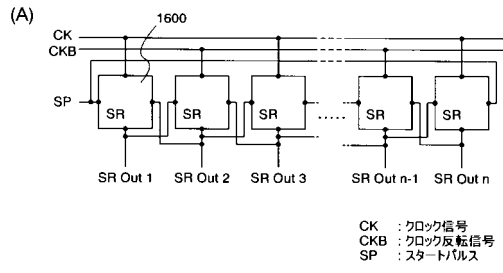 (A)
1600
CK
CKB
SP
SR SR SR ..... SR SR
SR Out 1 SR Out 2 SR Out 3 SR Out n-1 SR Out n
CK : クロック信号
CKB : クロック反転信号
SP : スタートパルス